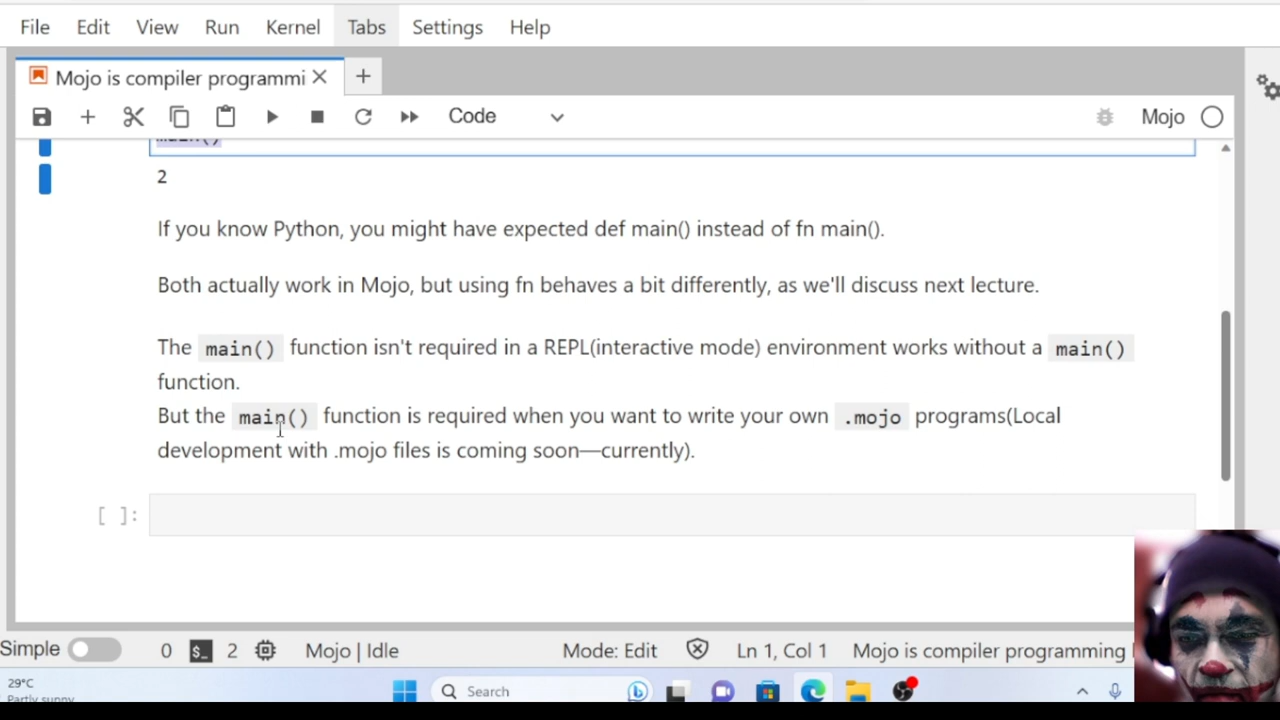 File Edit View Run Kernel Tabs Settings Help
Mojo is compiler programmi
Code Mojo
main()
2
If you know Python, you might have expected def main() instead of fn main().
Both actually work in Mojo, but using fn behaves a bit differently, as we'll discuss next lecture.
The main() function isn't required in a REPL(interactive mode) environment works without a main()
function.
But the main() function is required when you want to write your own .mojo programs(Local
development with .mojo files is coming soon—currently).
[ ]:
Simple 0 $_ 2 Mojo | Idle Mode: Edit Ln 1, Col 1 Mojo is compiler programming
29°C
Partly sunny
Search